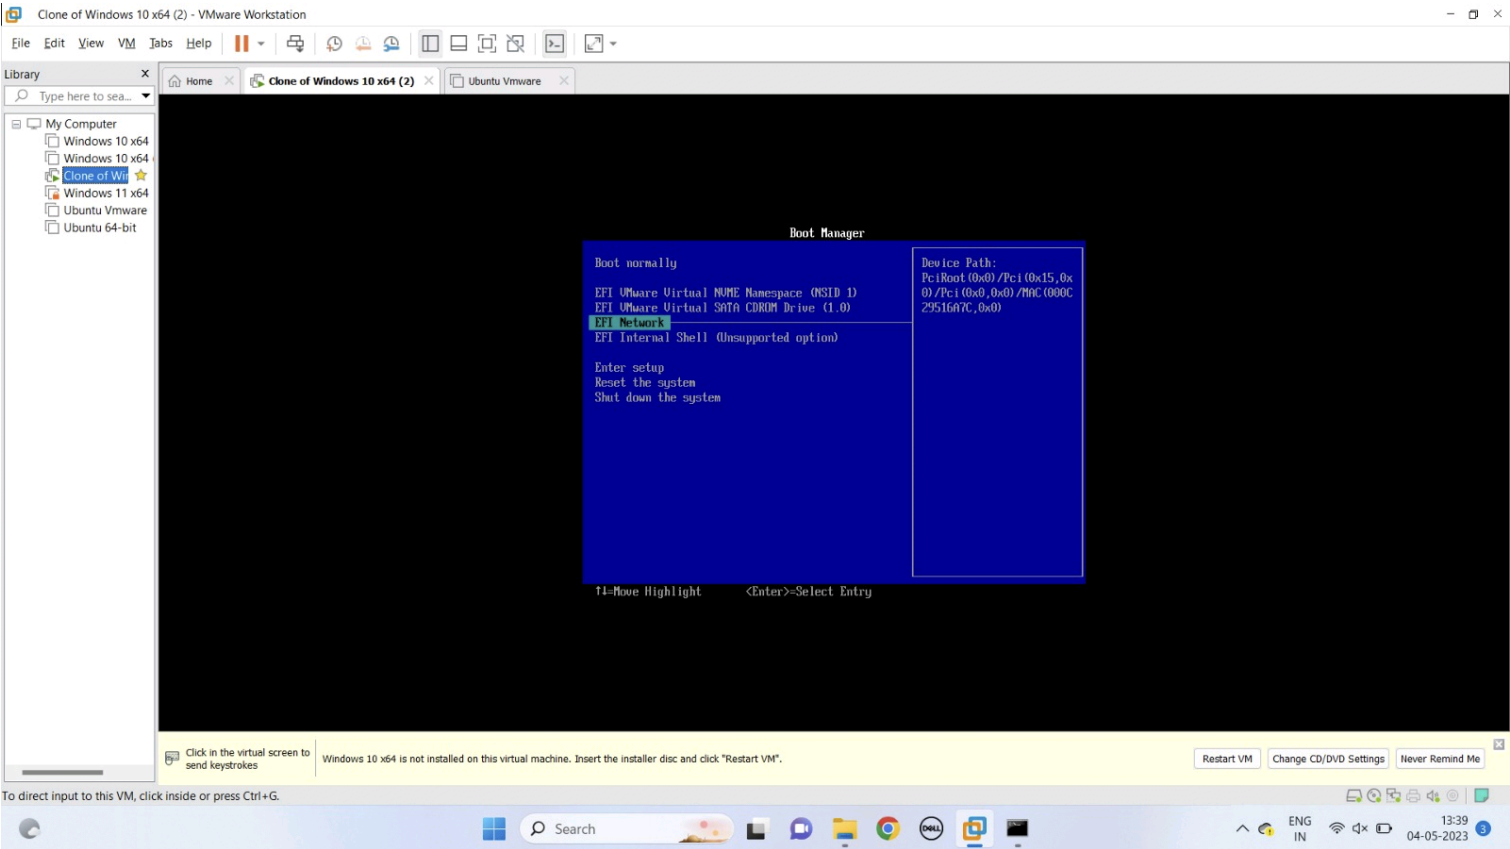 Clone of Windows 10 x64 (2) - VMware Workstation
File Edit View VM Tabs Help
Library x
Type here to sea...
Home
Clone of Windows 10 x64 (2)
Ubuntu Vmware
My Computer
Windows 10 x64
Windows 10 x64
Clone of Wir
Windows 11 x64
Ubuntu Vmware
Ubuntu 64-bit
Boot Manager
Boot normally
EFI VMware Virtual NVME Namespace (NSID 1)
EFI VMware Virtual SATA CDROM Drive (1.0)
EFI Network
EFI Internal Shell (Unsupported option)
Enter setup
Reset the system
Shut down the system
Device Path:
PciRoot(0x0)/Pci(0x15,0x
0)/Pci(0x0,0x0)/MAC(000C
29516A7C,0x0)
↑↓=Move Highlight <Enter>=Select Entry
Click in the virtual screen to
send keystrokes
Windows 10 x64 is not installed on this virtual machine. Insert the installer disc and click "Restart VM".
Restart VM
Change CD/DVD Settings
Never Remind Me
To direct input to this VM, click inside or press Ctrl+G.
Search
DELL
ENG
IN
13:39
04-05-2023
3